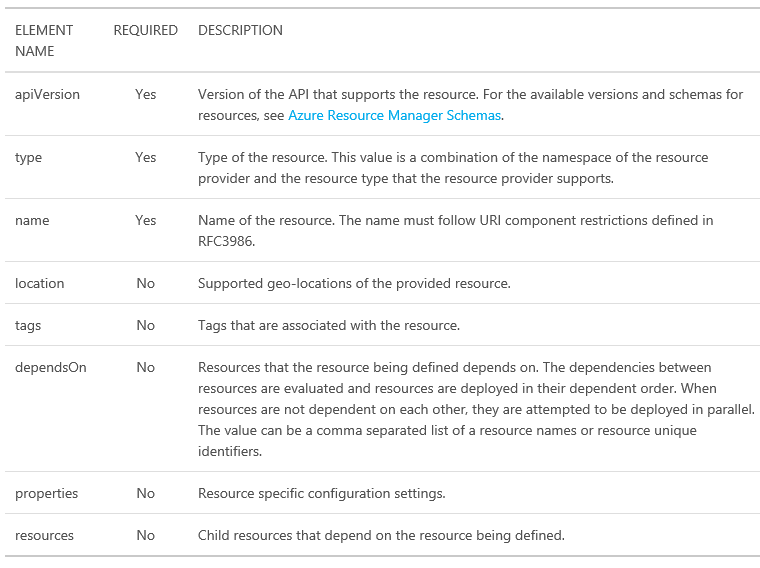 ELEMENT NAME REQUIRED DESCRIPTION
apiVersion Yes Version of the API that supports the resource. For the available versions and schemas for
resources, see Azure Resource Manager Schemas.
type Yes Type of the resource. This value is a combination of the namespace of the resource
provider and the resource type that the resource provider supports.
name Yes Name of the resource. The name must follow URI component restrictions defined in
RFC3986.
location No Supported geo-locations of the provided resource.
tags No Tags that are associated with the resource.
dependsOn No Resources that the resource being defined depends on. The dependencies between
resources are evaluated and resources are deployed in their dependent order. When
resources are not dependent on each other, they are attempted to be deployed in parallel.
The value can be a comma separated list of a resource names or resource unique
identifiers.
properties No Resource specific configuration settings.
resources No Child resources that depend on the resource being defined.